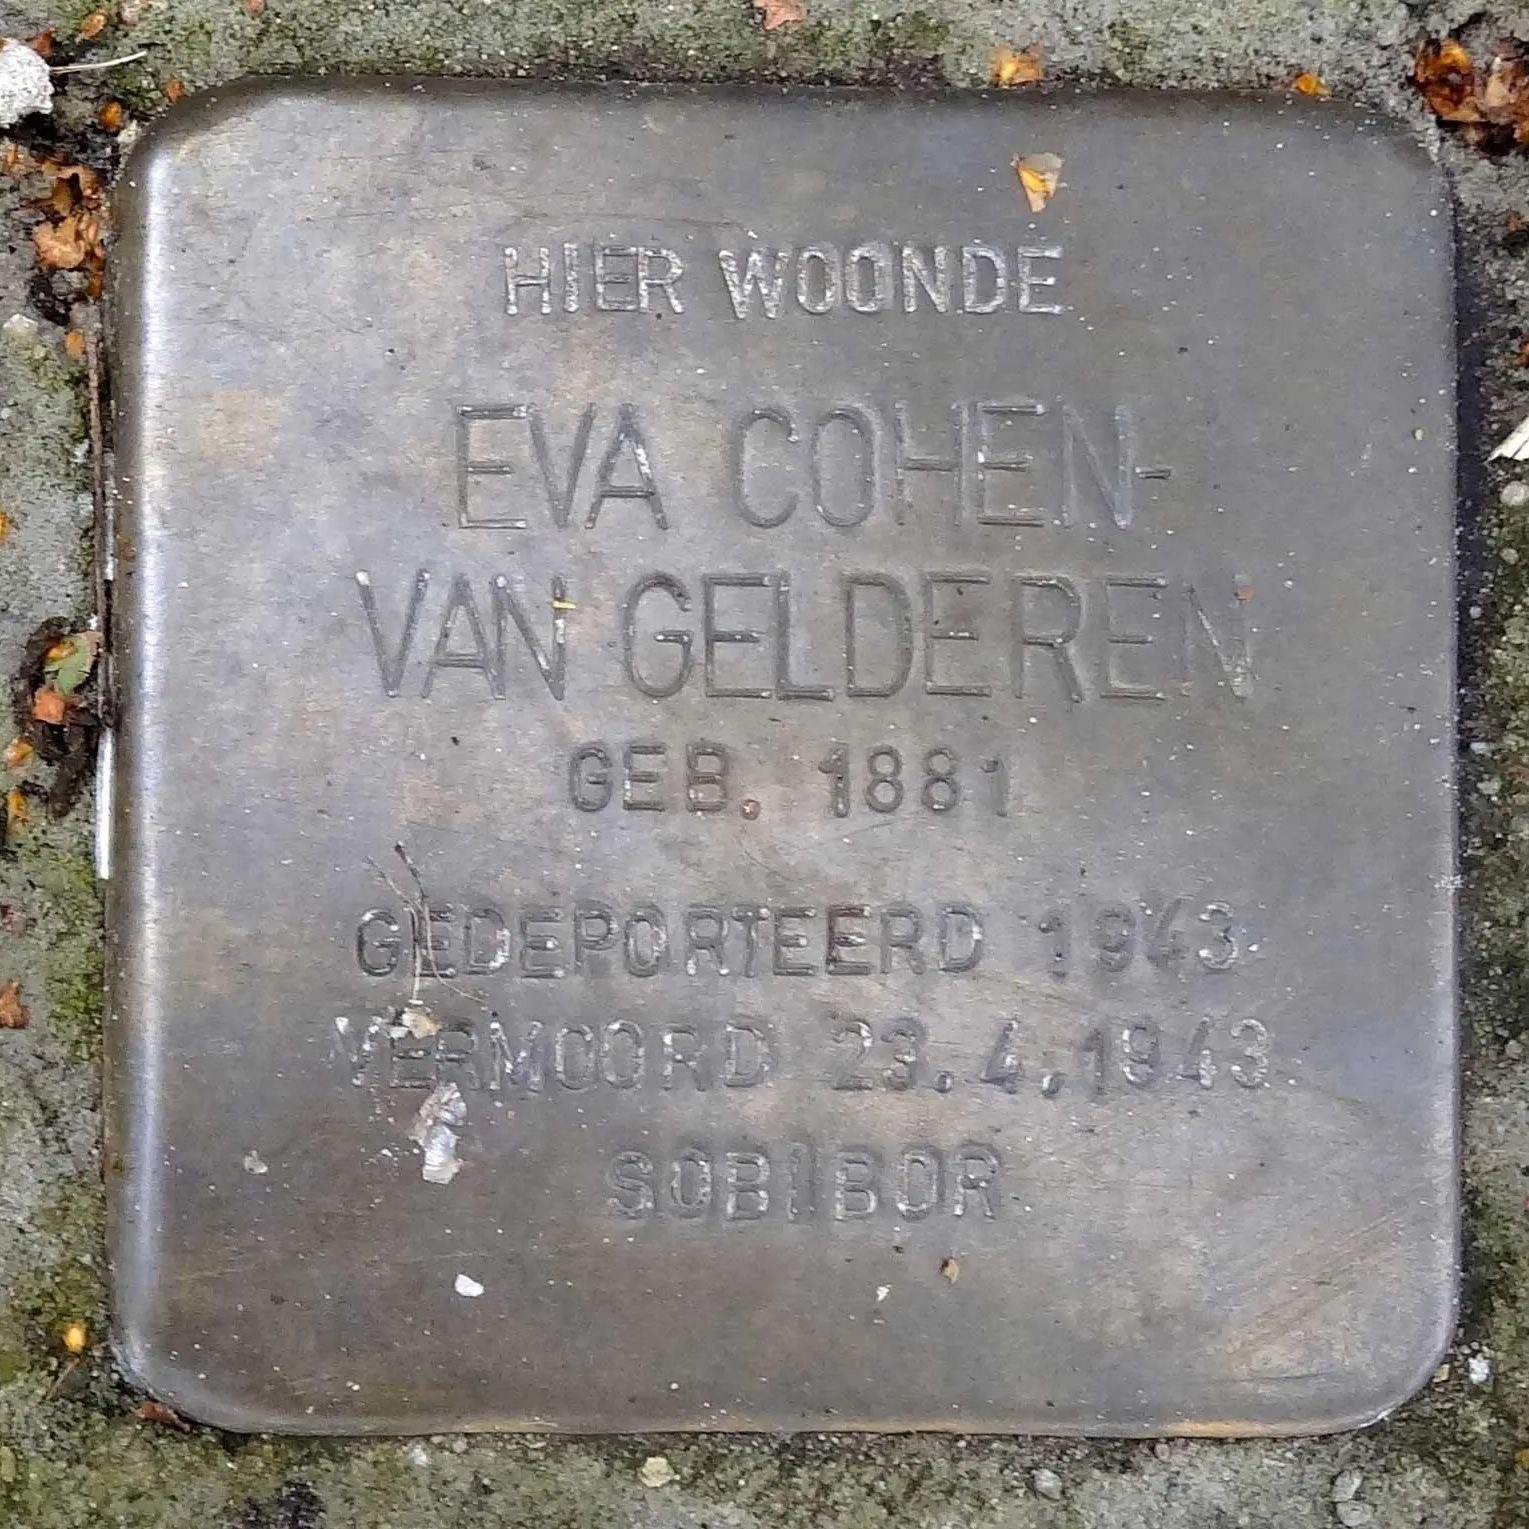 HIER WOONDE
EVA COHEN-
VAN GELDEREN
GEB. 1881
GEDEPORTEERD 1943
VERMOORD 23.4.1943
SOBIBOR